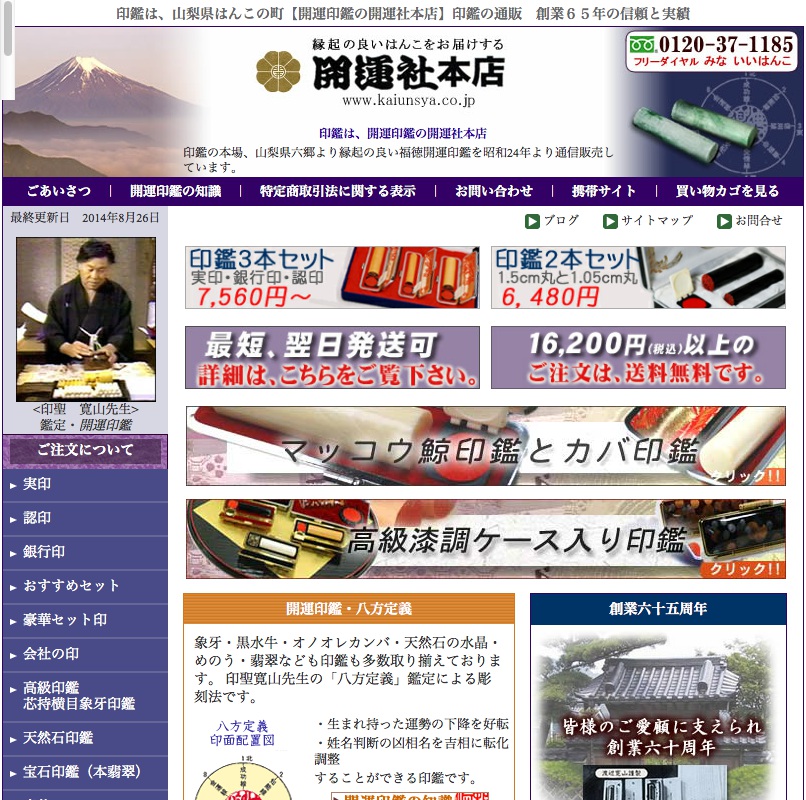 印鑑は、山梨県はんこの町【開運印鑑の開運社本店】印鑑の通販　創業６５年の信頼と実績
縁起の良いはんこをお届けする
開運社本店
www.kaiunsya.co.jp
0120-37-1185
フリーダイヤル みな いいはんこ
印鑑は、開運印鑑の開運社本店
印鑑の本場、山梨県六郷より縁起の良い福徳開運印鑑を昭和24年より通信販売し
ています。
ごあいさつ | 開運印鑑の知識 | 特定商取引法に関する表示 | お問い合わせ | 携帯サイト | 買い物カゴを見る
最終更新日　2014年8月26日
ブログ サイトマップ お問合せ
<印聖　寛山先生>
鑑定・開運印鑑
ご注文について
実印
認印
銀行印
おすすめセット
豪華セット印
会社の印
高級印鑑
芯持横目象牙印鑑
天然石印鑑
宝石印鑑（本翡翠）
印鑑3本セット
実印・銀行印・認印
7,560円～
印鑑2本セット
1.5cm丸と1.05cm丸
6,480円
最短、翌日発送可
詳細は、こちらをご覧下さい。
16,200円(税込)以上の
ご注文は、送料無料です。
マッコウ鯨印鑑とカバ印鑑
クリック!!
高級漆調ケース入り印鑑
クリック!!
開運印鑑・八方定義
象牙・黒水牛・オノオレカンバ・天然石の水晶・
めのう・翡翠なども印鑑も多数取り揃えておりま
す。 印聖寛山先生の「八方定義」鑑定による彫
刻法です。
八方定義
印面配置図
1北
成功線
8
2
・生まれ持った運勢の下降を好転
・姓名判断の凶相名を吉相に転化
調整
することができる印鑑です。
開運印鑑の知識
創業六十五周年
皆様のご愛顧に支えられ
創業六十周年
渡辺寛山謹製